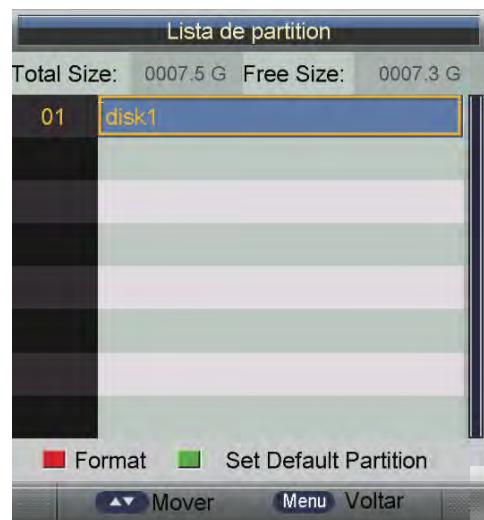 Lista de partition
Total Size: 0007.5 G Free Size: 0007.3 G
01 disk1
Format Set Default Partition
Mover Menu Voltar